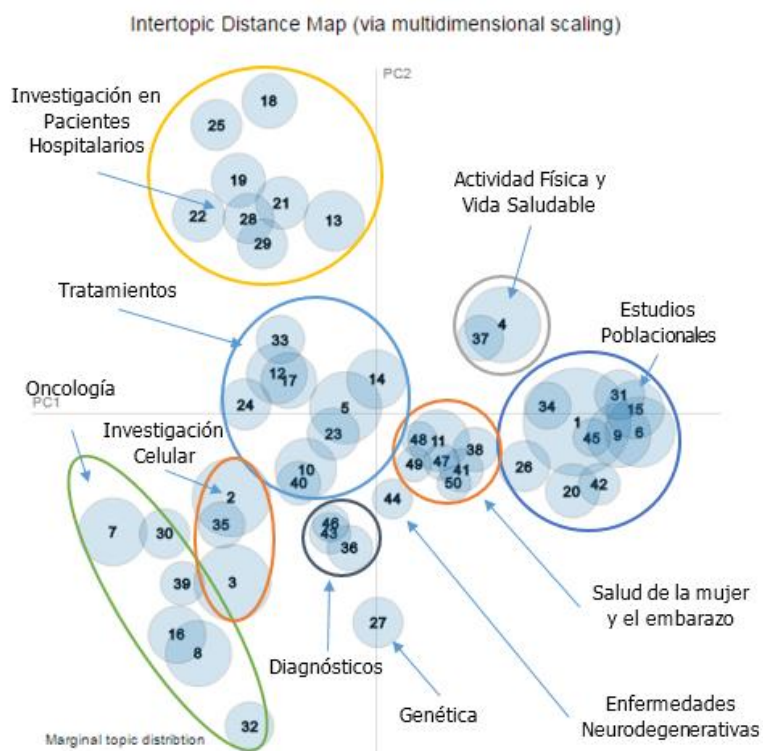 Intertopic Distance Map (via multidimensional scaling)
PC2
Investigación en
Pacientes
Hospitalarios
18
25
19
21
22
28
13
29
Actividad Física y
Vida Saludable
4
37
Tratamientos
33
12
17
14
24
5
23
10
40
Estudios
Poblacionales
31
34
1
15
45
9
6
26
20
42
Oncología
PC1
Investigación
Celular
48
11
38
49
47
41
50
44
2
7
35
30
46
43
36
39
3
16
8
27
32
Salud de la mujer
y el embarazo
Diagnósticos
Genética
Enfermedades
Neurodegenerativas
Marginal topic distribtion